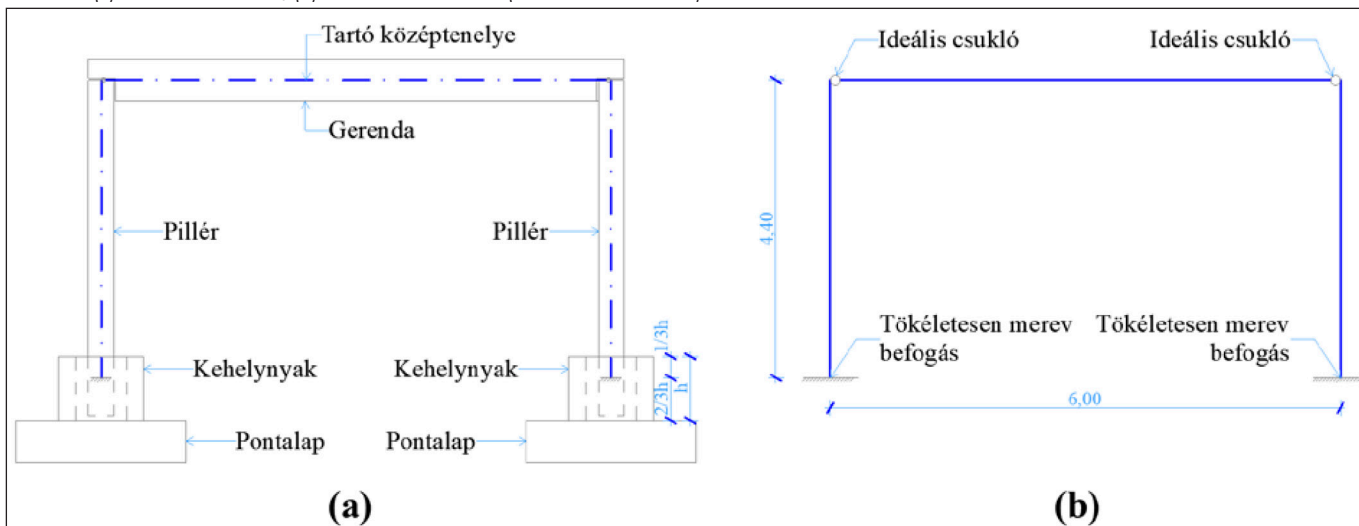 Tartó középtenelye
Gerenda
Pillér
Pillér
Kehelynyak
Kehelynyak
1/3h
2/3h
h
Pontalap
Pontalap
(a)
Ideális csukló
Ideális csukló
4,40
Tökéletesen merev
befogás
Tökéletesen merev
befogás
6,00
(b)